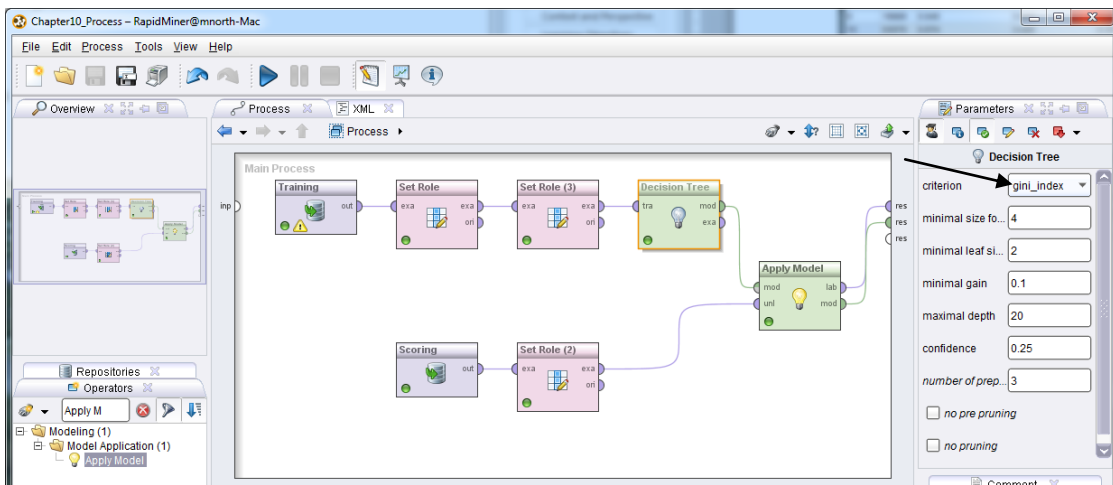 Chapter10_Process – RapidMiner@mnorth-Mac
File Edit Process Tools View Help
Overview
Process
XML
Parameters
Process
Decision Tree
Main Process
inp
Training
out
Set Role
exa
exa
ori
Set Role (3)
exa
exa
ori
Decision Tree
tra
mod
exa
res
res
res
Apply Model
mod
lab
unl
mod
Scoring
out
Set Role (2)
exa
exa
ori
criterion
gini_index
minimal size fo...
4
minimal leaf si...
2
minimal gain
0.1
maximal depth
20
confidence
0.25
number of prep...
3
no pre pruning
no pruning
Comment
Repositories
Operators
Apply M
Modeling (1)
Model Application (1)
Apply Model